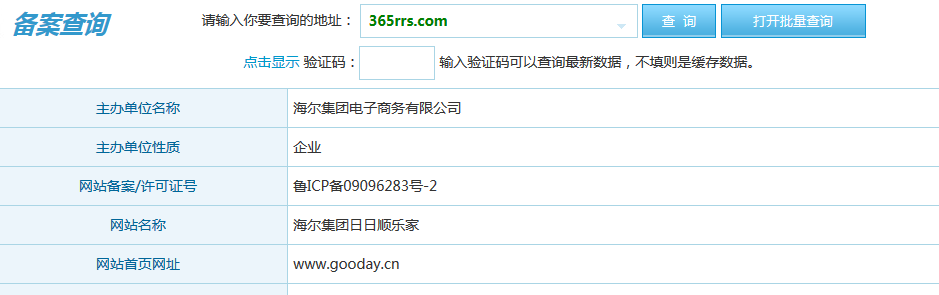 备案查询
请输入你要查询的地址： 365rrs.com 查 询 打开批量查询
点击显示 验证码： 输入验证码可以查询最新数据，不填则是缓存数据。
主办单位名称 海尔集团电子商务有限公司
主办单位性质 企业
网站备案/许可证号 鲁ICP备09096283号-2
网站名称 海尔集团日日顺乐家
网站首页网址 www.gooday.cn